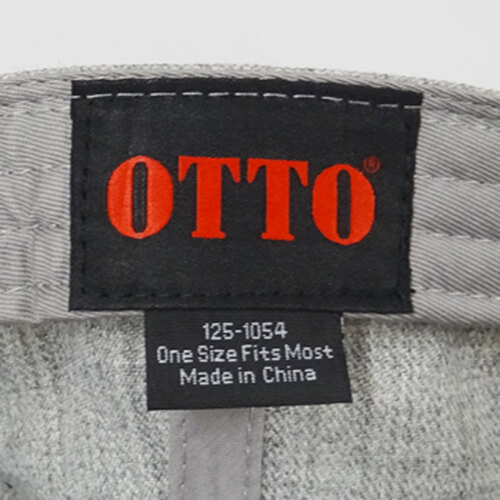 OTTO®
125-1054
One Size Fits Most
Made in China